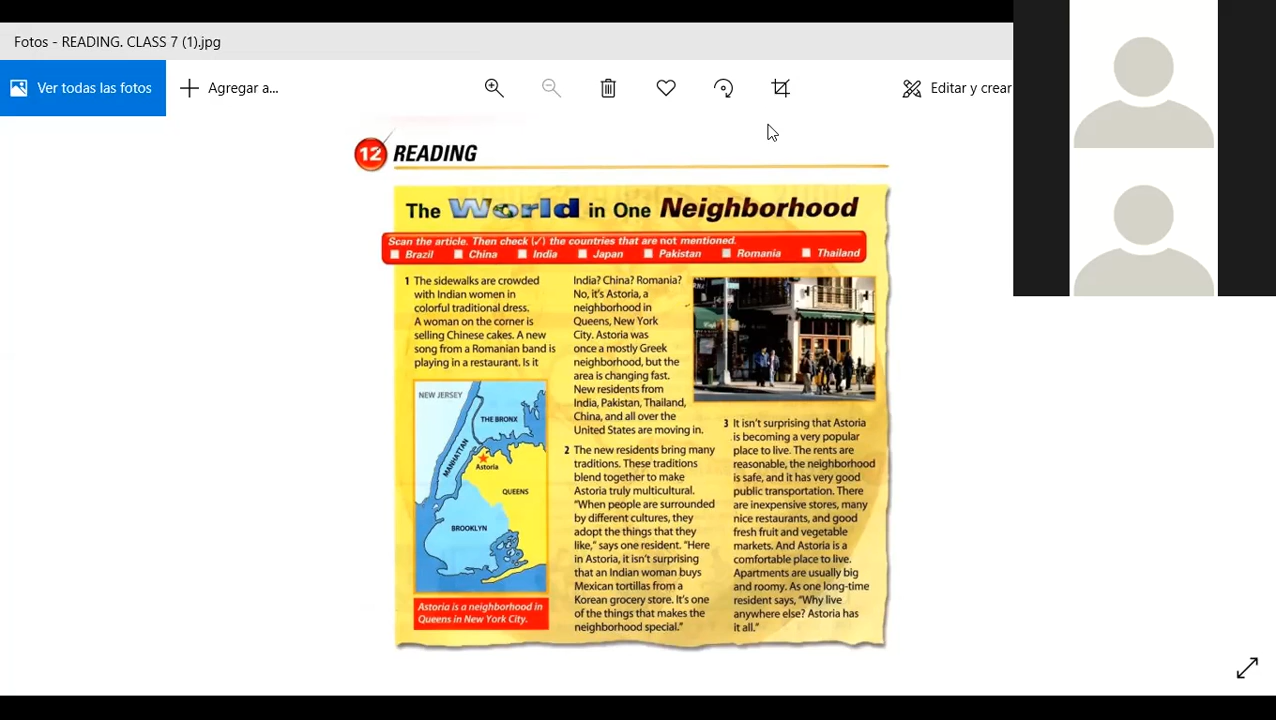 Fotos - READING. CLASS 7 (1).jpg
Ver todas las fotos
Agregar a...
Editar y crear
12 READING
The World in One Neighborhood
Scan the article. Then check (✓) the countries that are not mentioned.
Brazil China India Japan Pakistan Romania Thailand
1 The sidewalks are crowded
with Indian women in
colorful traditional dress.
A woman on the corner is
selling Chinese cakes. A new
song from a Romanian band is
playing in a restaurant. Is it
India? China? Romania?
No, it's Astoria, a
neighborhood in
Queens, New York
City. Astoria was
once a mostly Greek
neighborhood, but the
area is changing fast.
New residents from
India, Pakistan, Thailand,
China, and all over the
United States are moving in.
2 The new residents bring many
traditions. These traditions
blend together to make
Astoria truly multicultural.
"When people are surrounded
by different cultures, they
adopt the things that they
like," says one resident. "Here
in Astoria, it isn't surprising
that an Indian woman buys
Mexican tortillas from a
Korean grocery store. It's one
of the things that makes the
neighborhood special."
3 It isn't surprising that Astoria
is becoming a very popular
place to live. The rents are
reasonable, the neighborhood
is safe, and it has very good
public transportation. There
are inexpensive stores, many
nice restaurants, and good
fresh fruit and vegetable
markets. And Astoria is a
comfortable place to live.
Apartments are usually big
and roomy. As one long-time
resident says, "Why live
anywhere else? Astoria has
it all."
NEW JERSEY
THE BRONX
MANHATTAN
Astoria
QUEENS
BROOKLYN
Astoria is a neighborhood in
Queens in New York City.